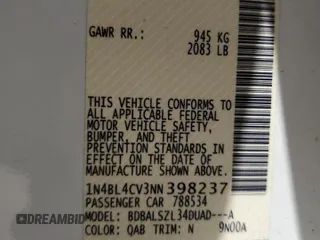 GAWR RR.: 945 KG
2083 LB
THIS VEHICLE CONFORMS TO
ALL APPLICABLE FEDERAL
MOTOR VEHICLE SAFETY,
BUMPER, AND THEFT
PREVENTION STANDARDS IN
EFFECT ON THE DATE OF
MANUFACTURE SHOWN ABOVE.
1N4BL4CV3NN398237
PASSENGER CAR 788534
MODEL: BDBALSZL34DUAD---A
COLOR: QAB TRIM: N 9N00A